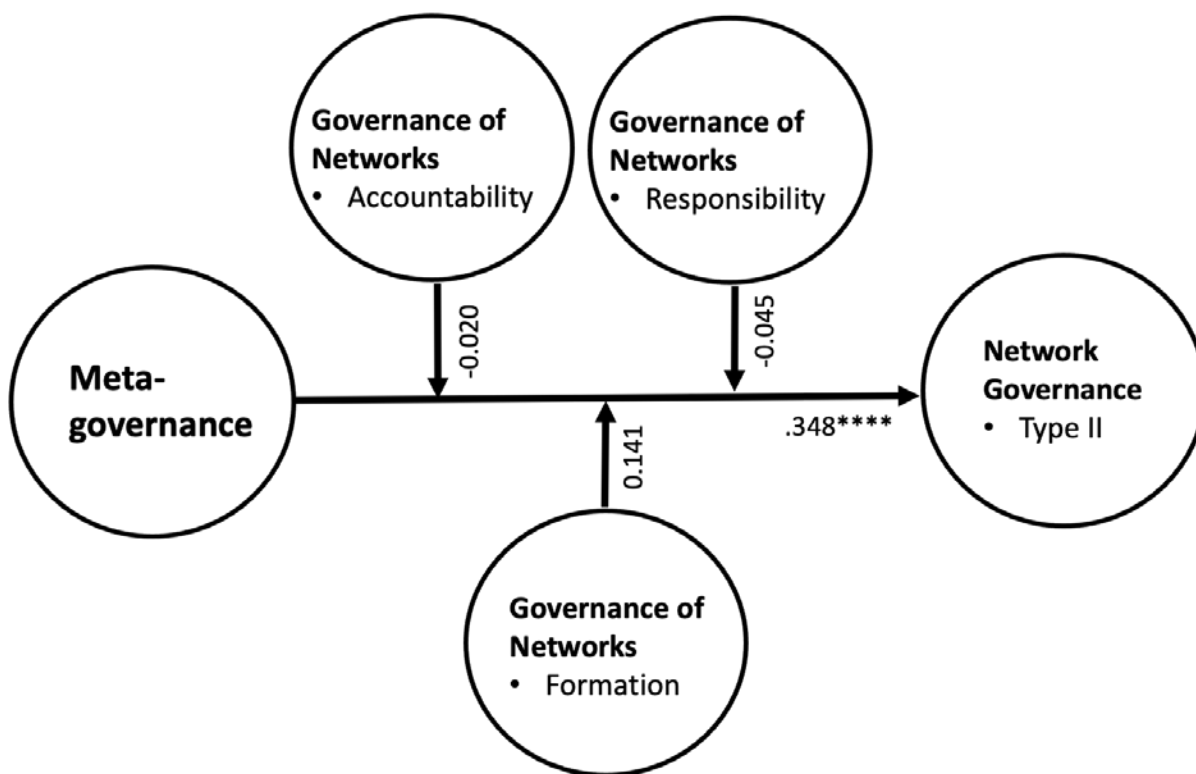 Governance of
Networks
• Accountability
Governance of
Networks
• Responsibility
-0.020
-0.045
Meta-
governance
Network
Governance
• Type II
.348****
0.141
Governance of
Networks
• Formation